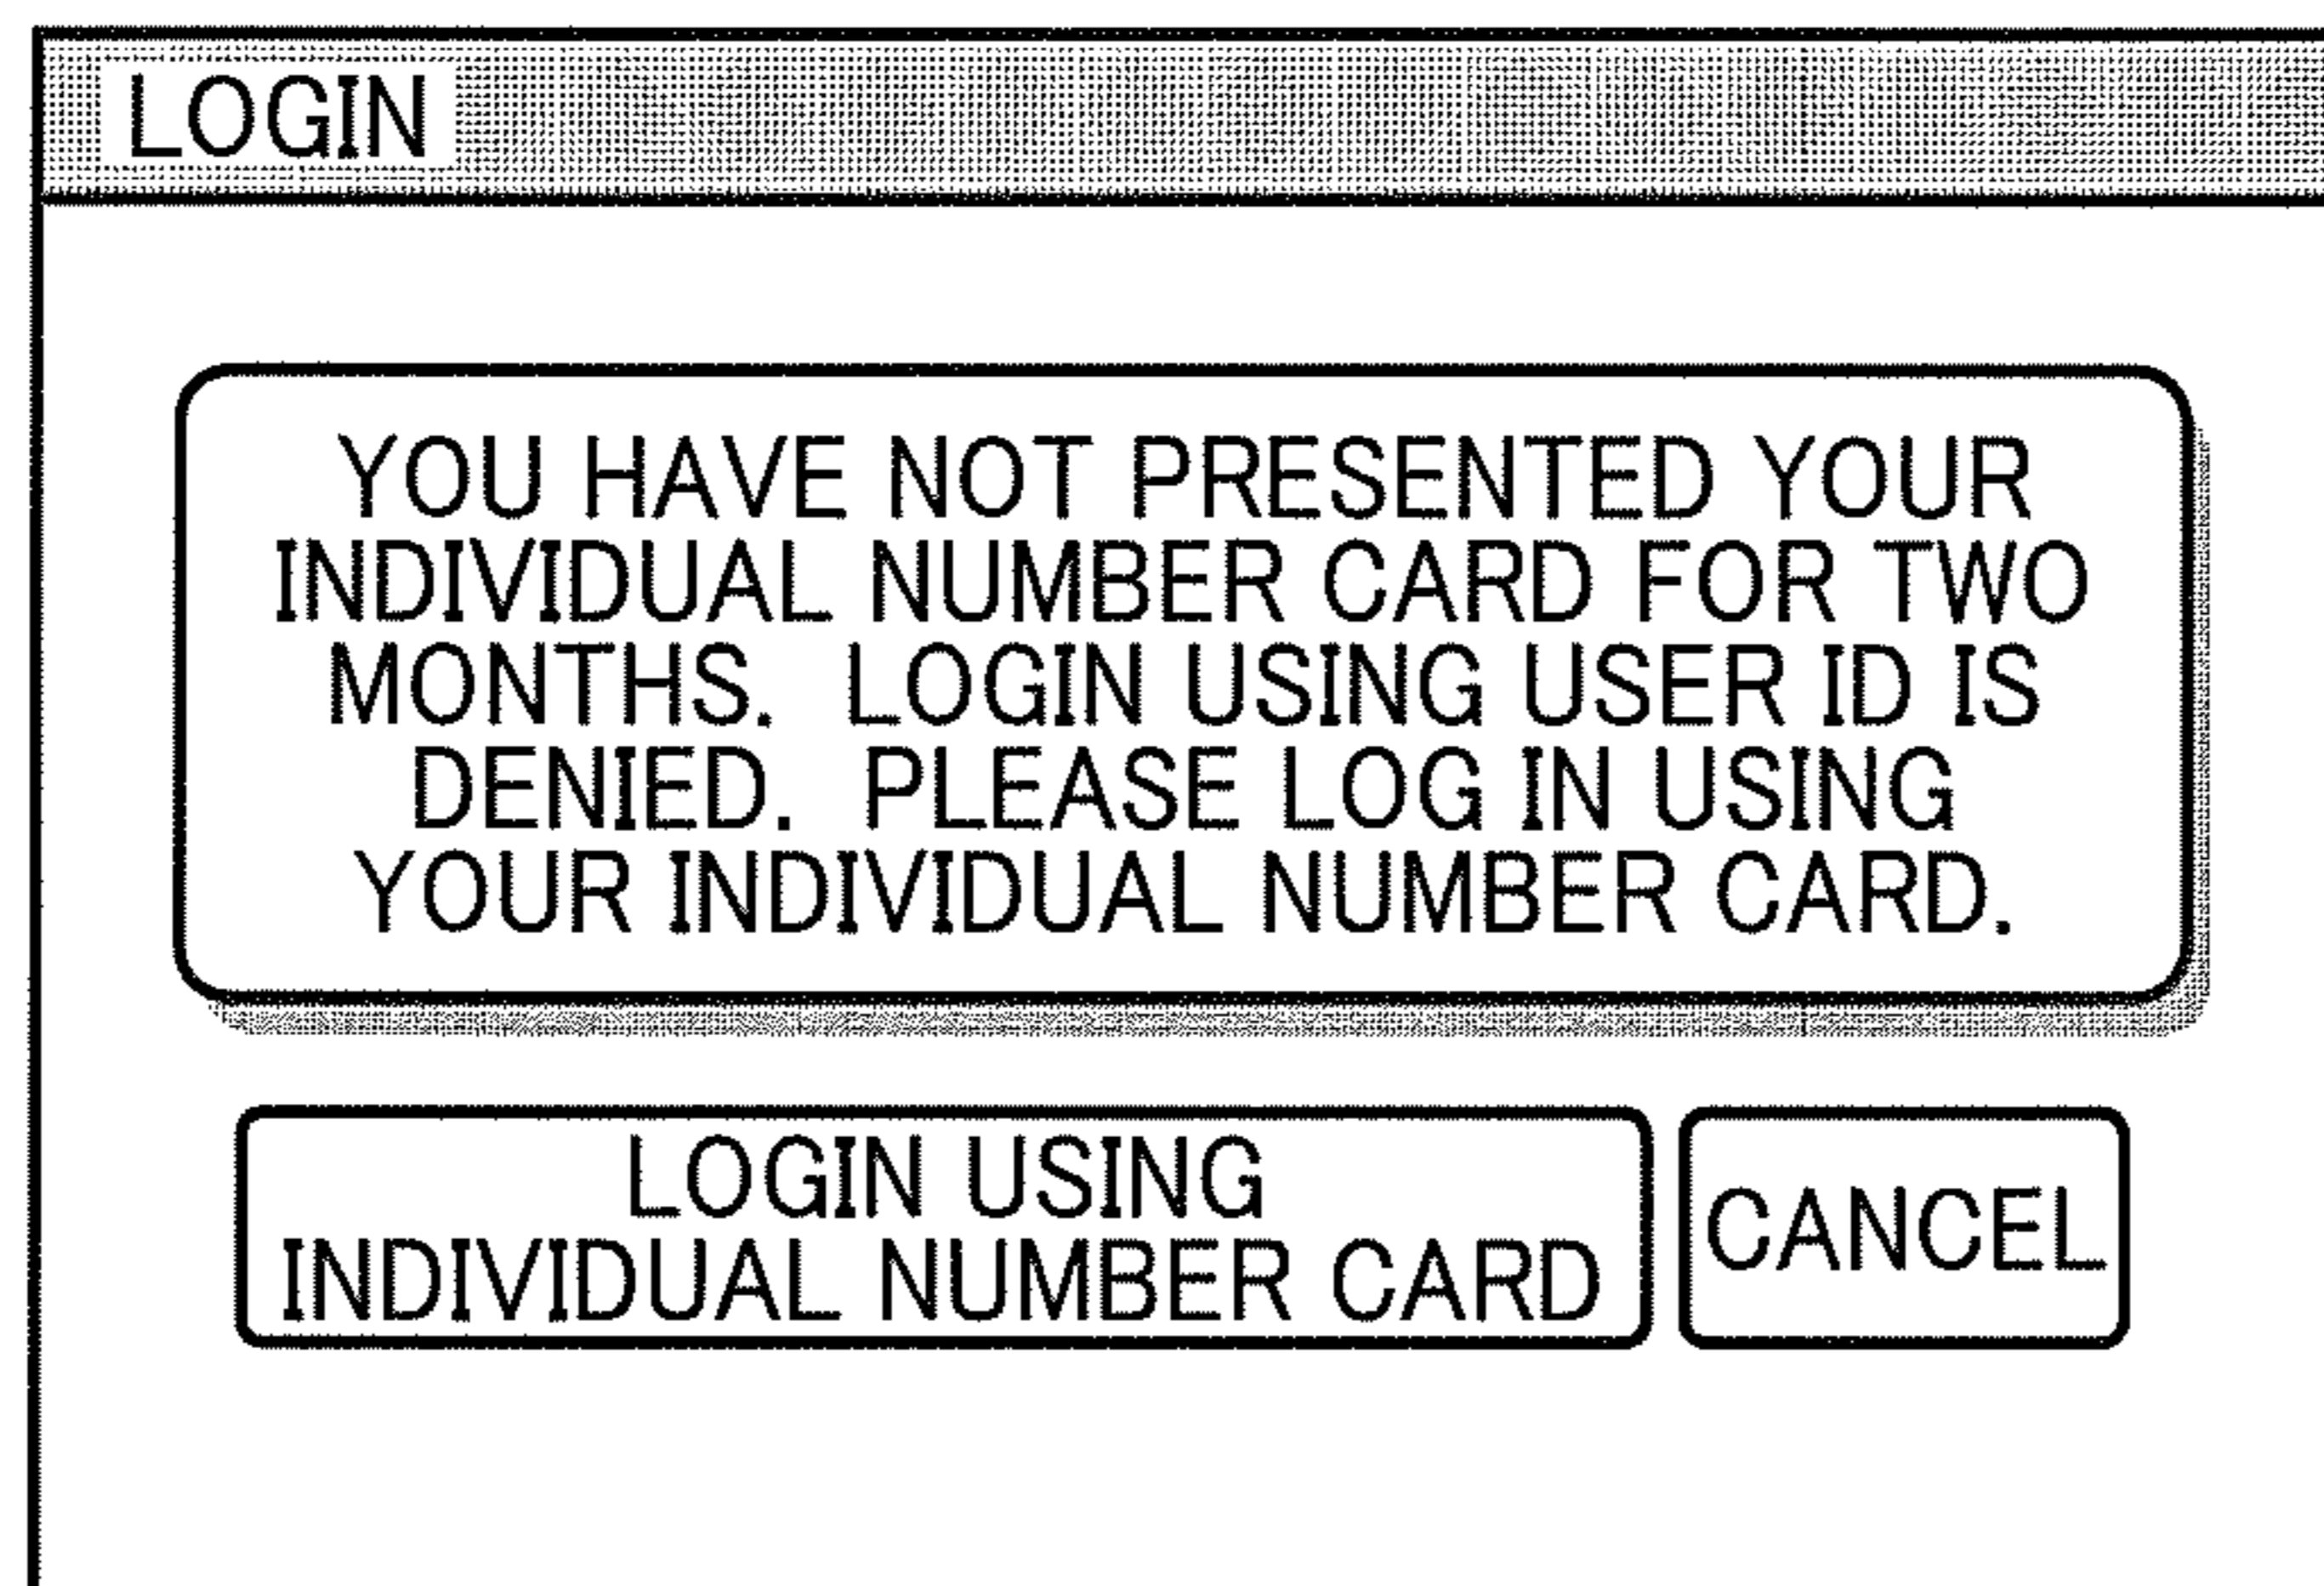 LOGIN
YOU HAVE NOT PRESENTED YOUR
INDIVIDUAL NUMBER CARD FOR TWO
MONTHS. LOGIN USING USER ID IS
DENIED. PLEASE LOG IN USING
YOUR INDIVIDUAL NUMBER CARD.
LOGIN USING
INDIVIDUAL NUMBER CARD
CANCEL